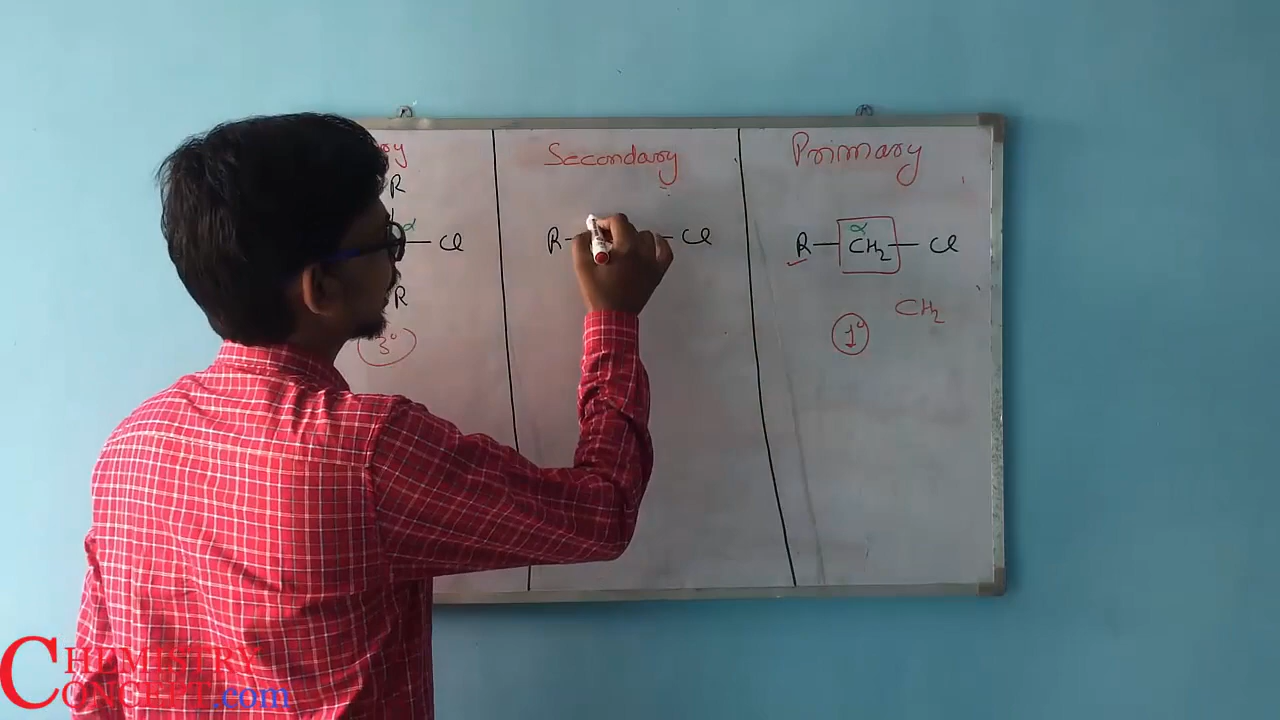 Secondary
R — Cl
Primary
R — CH2 — Cl
α
CH2
1°
R
α
— Cl
R
3°
CHEMISTRY
CONCEPT.com